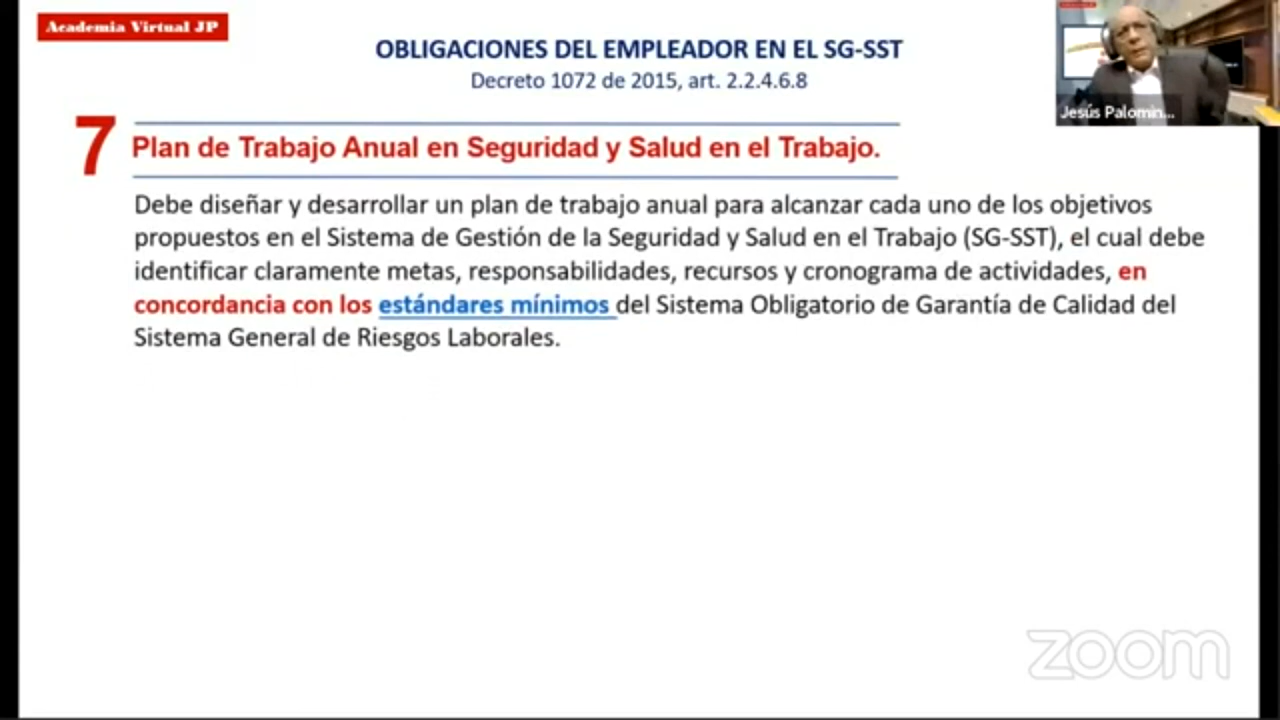 Academia Virtual JP
OBLIGACIONES DEL EMPLEADOR EN EL SG-SST
Decreto 1072 de 2015, art. 2.2.4.6.8
Jesús Palomin...
7
Plan de Trabajo Anual en Seguridad y Salud en el Trabajo.
Debe diseñar y desarrollar un plan de trabajo anual para alcanzar cada uno de los objetivos
propuestos en el Sistema de Gestión de la Seguridad y Salud en el Trabajo (SG-SST), el cual debe
identificar claramente metas, responsabilidades, recursos y cronograma de actividades, en
concordancia con los estándares mínimos del Sistema Obligatorio de Garantía de Calidad del
Sistema General de Riesgos Laborales.
zoom